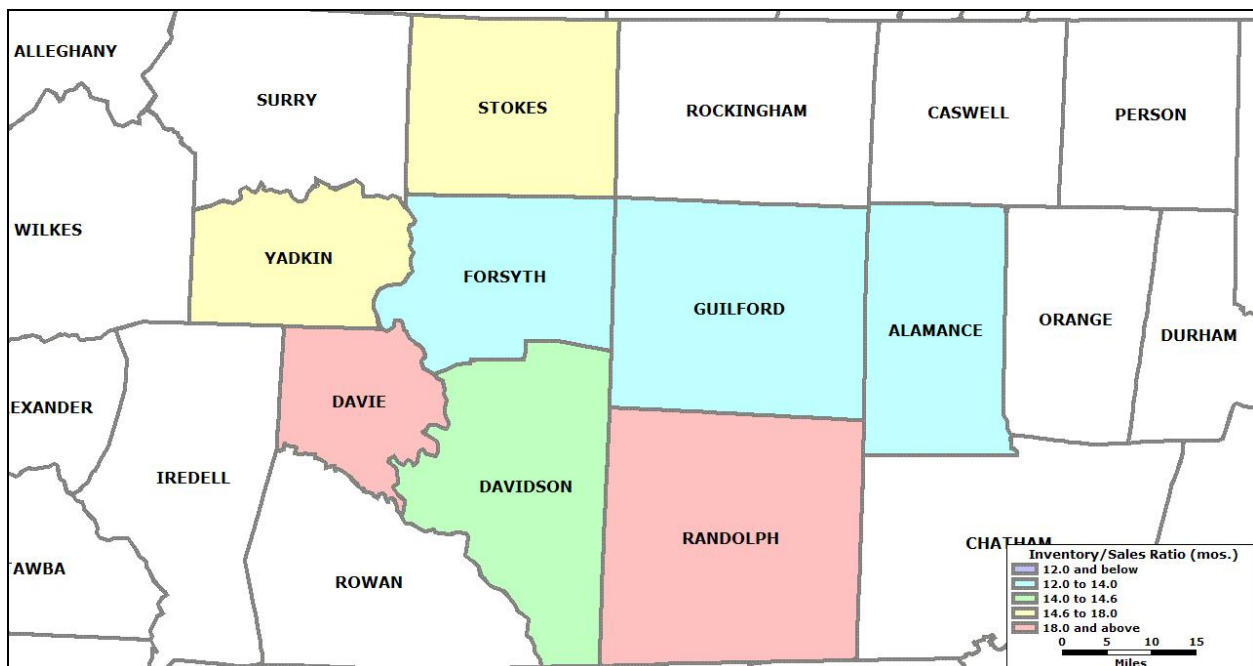 ALLEGHANY
SURRY
STOKES
ROCKINGHAM
CASWELL
PERSON
WILKES
YADKIN
FORSYTH
GUILFORD
ALAMANCE
ORANGE
DURHAM
EXANDER
DAVIE
IREDELL
DAVIDSON
RANDOLPH
CHATHAM
AWBA
ROWAN
Inventory/Sales Ratio (mos.)
12.0 and below
12.0 to 14.0
14.0 to 14.6
14.6 to 18.0
18.0 and above
0 5 10 15
Miles